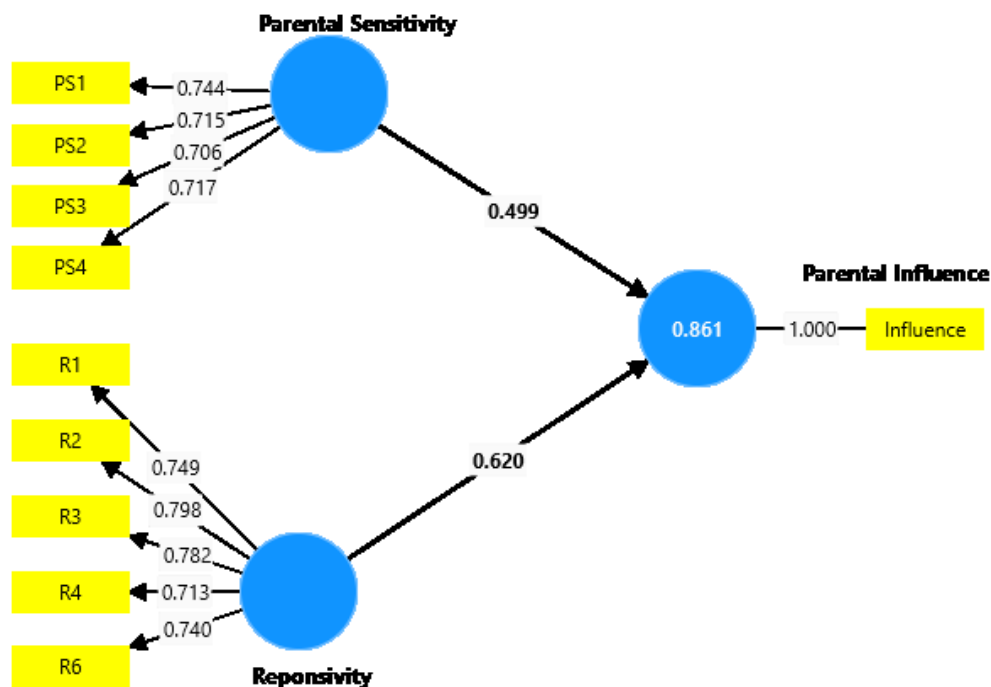 Parental Sensitivity
PS1
0.744
PS2
0.715
PS3
0.706
PS4
0.717
0.499
Parental Influence
0.861
1.000
Influence
R1
R2
0.749
R3
0.798
0.782
R4
0.713
R6
0.740
0.620
Reponsivity